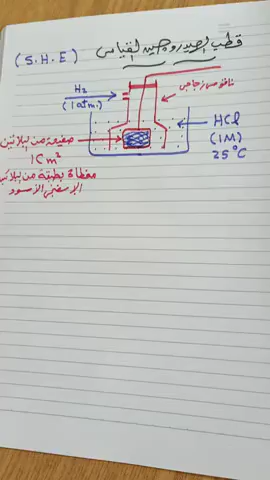 قطب الهيدروجين القياسي (S.H.E)
ناقوس زجاجي
H₂
(1 atm)
HCl
(1M)
25°C
صفيحة من البلاتين
1Cm²
مغطاة بطبقة من البلاتين
الإسفنجي الأسود